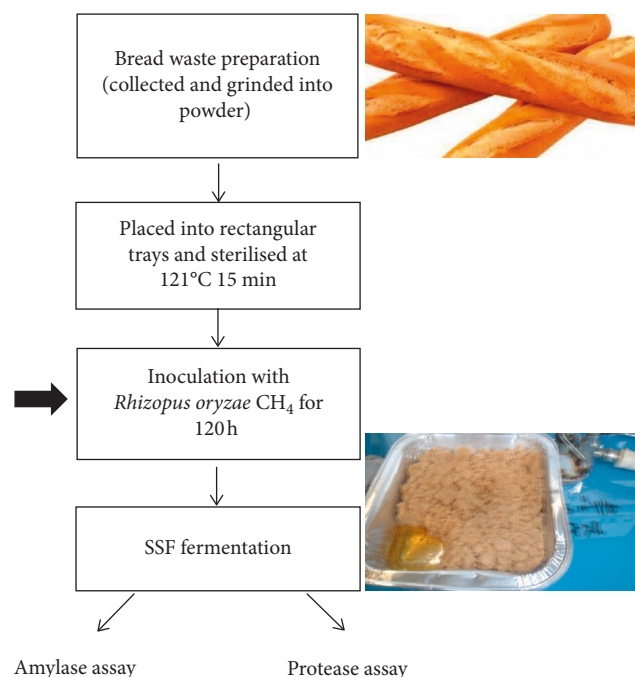 Bread waste preparation
(collected and grinded into
powder)
Placed into rectangular
trays and sterilised at
121°C 15 min
Inoculation with
Rhizopus oryzae CH₄ for
120 h
SSF fermentation
Amylase assay
Protease assay